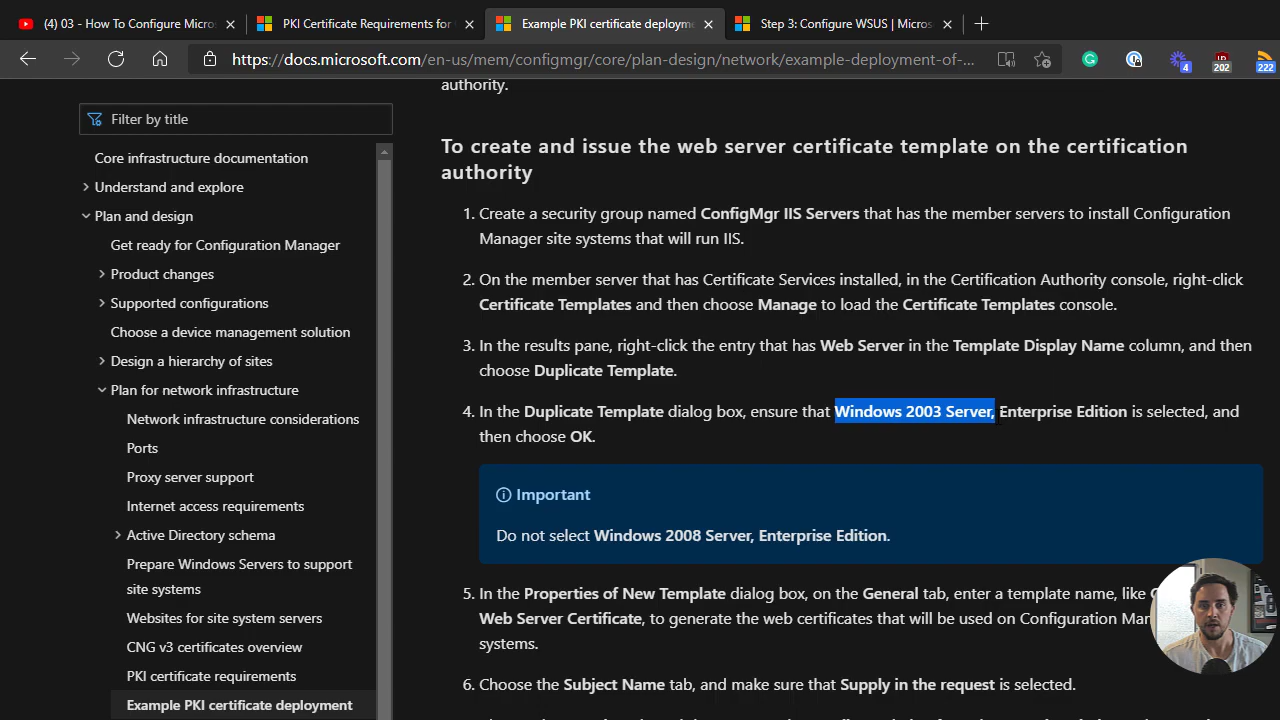 (4) 03 - How To Configure Micros
PKI Certificate Requirements for
Example PKI certificate deployme
Step 3: Configure WSUS | Micros
https://docs.microsoft.com/en-us/mem/configmgr/core/plan-design/network/example-deployment-of-...
4
202
222
Filter by title
Core infrastructure documentation
Understand and explore
Plan and design
Get ready for Configuration Manager
Product changes
Supported configurations
Choose a device management solution
Design a hierarchy of sites
Plan for network infrastructure
Network infrastructure considerations
Ports
Proxy server support
Internet access requirements
Active Directory schema
Prepare Windows Servers to support
site systems
Websites for site system servers
CNG v3 certificates overview
PKI certificate requirements
Example PKI certificate deployment
authority.
To create and issue the web server certificate template on the certification
authority
1. Create a security group named ConfigMgr IIS Servers that has the member servers to install Configuration
Manager site systems that will run IIS.
2. On the member server that has Certificate Services installed, in the Certification Authority console, right-click
Certificate Templates and then choose Manage to load the Certificate Templates console.
3. In the results pane, right-click the entry that has Web Server in the Template Display Name column, and then
choose Duplicate Template.
4. In the Duplicate Template dialog box, ensure that Windows 2003 Server, Enterprise Edition is selected, and
then choose OK.
Important
Do not select Windows 2008 Server, Enterprise Edition.
5. In the Properties of New Template dialog box, on the General tab, enter a template name, like
Web Server Certificate, to generate the web certificates that will be used on Configuration Man
systems.
6. Choose the Subject Name tab, and make sure that Supply in the request is selected.